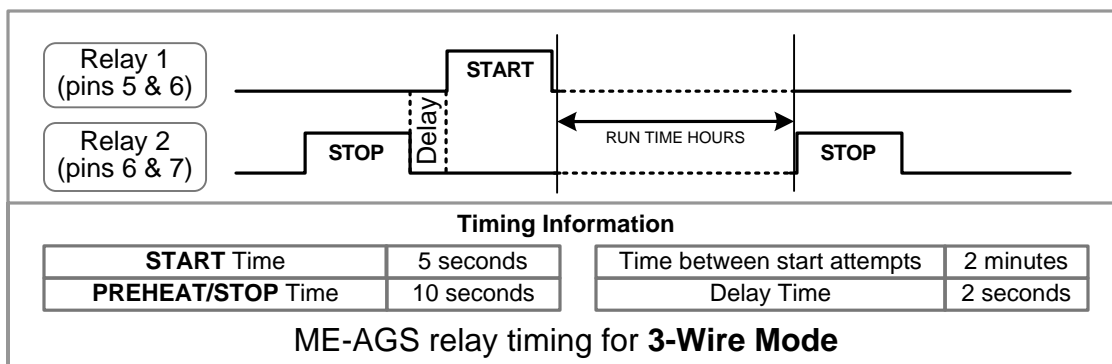 Relay 1
(pins 5 & 6)
START
Delay
RUN TIME HOURS
Relay 2
(pins 6 & 7)
STOP
STOP
Timing Information
START Time 5 seconds
Time between start attempts 2 minutes
PREHEAT/STOP Time 10 seconds
Delay Time 2 seconds
ME-AGS relay timing for 3-Wire Mode